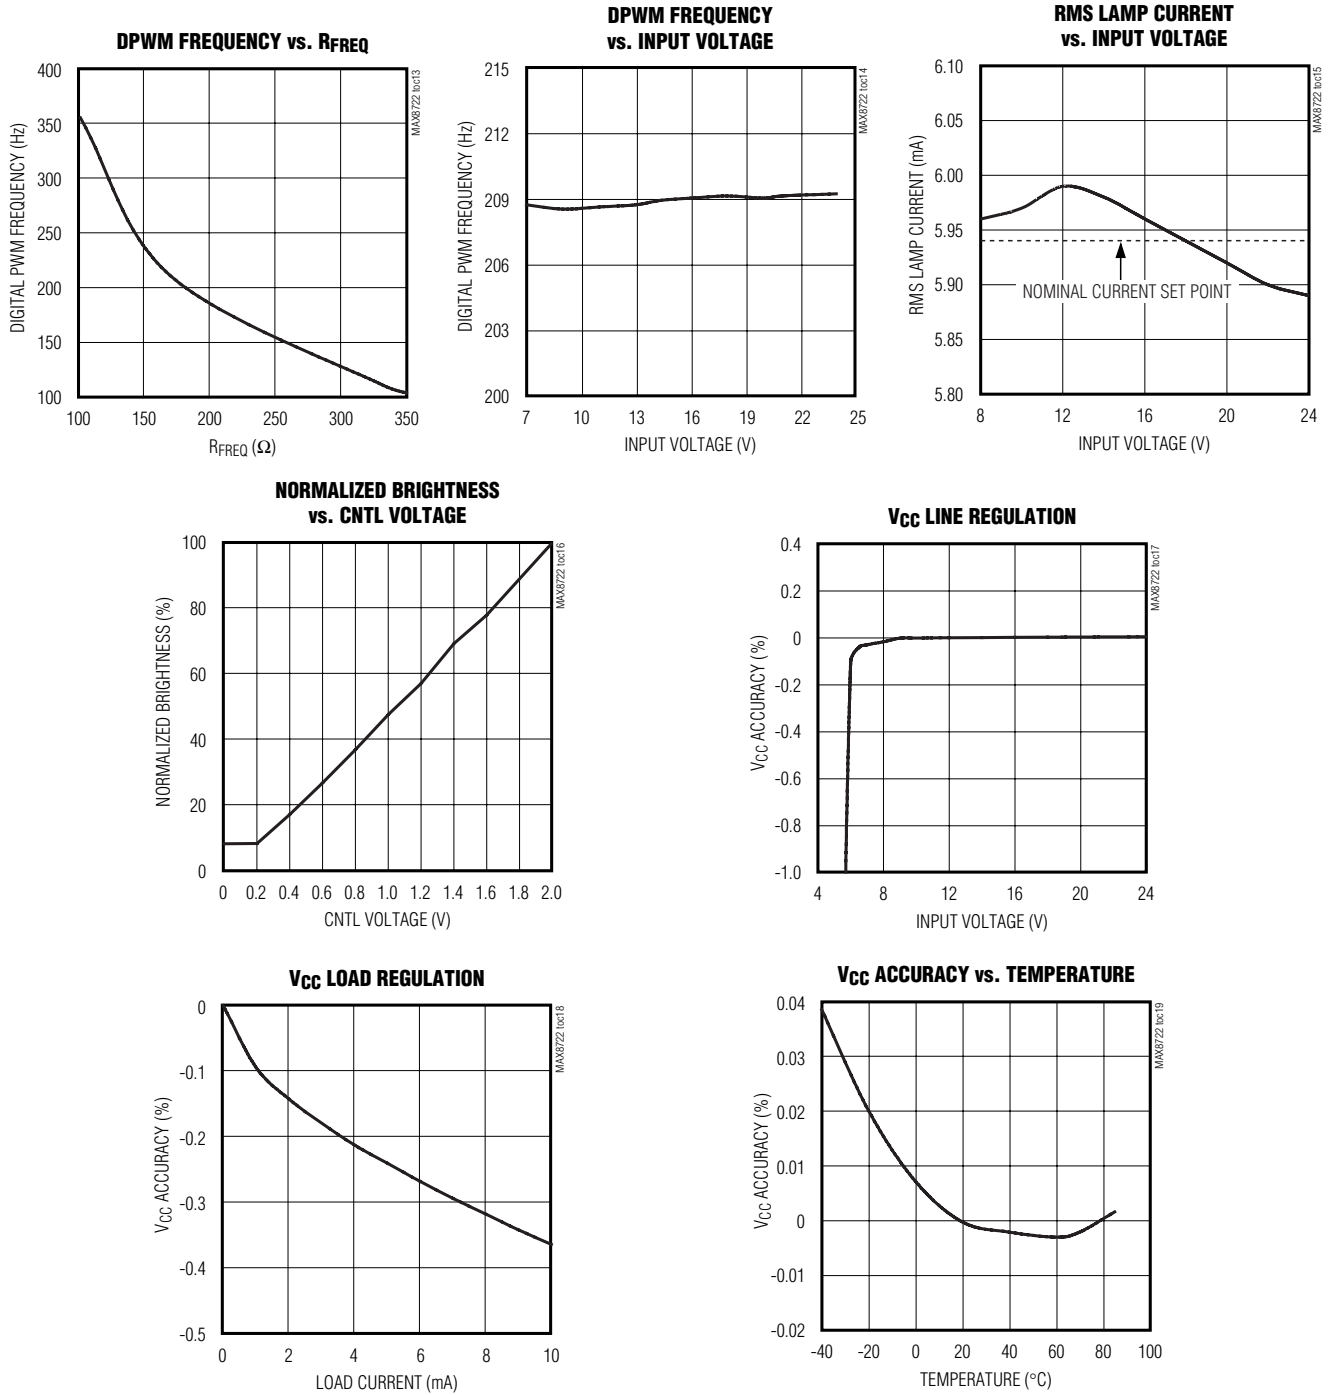 DPWM FREQUENCY vs. RFREQ
400
350
300
250
200
150
100
100 150 200 250 300 350
DIGITAL PWM FREQUENCY (Hz)
RFREQ (Ω)
MAX8722 toc13
DPWM FREQUENCY
vs. INPUT VOLTAGE
215
212
209
206
203
200
7 10 13 16 19 22 25
DIGITAL PWM FREQUENCY (Hz)
INPUT VOLTAGE (V)
MAX8722 toc14
RMS LAMP CURRENT
vs. INPUT VOLTAGE
6.10
6.05
6.00
5.95
5.90
5.85
5.80
8 12 16 20 24
RMS LAMP CURRENT (mA)
INPUT VOLTAGE (V)
NOMINAL CURRENT SET POINT
MAX8722 toc15
NORMALIZED BRIGHTNESS
vs. CNTL VOLTAGE
100
80
60
40
20
0
0 0.2 0.4 0.6 0.8 1.0 1.2 1.4 1.6 1.8 2.0
NORMALIZED BRIGHTNESS (%)
CNTL VOLTAGE (V)
MAX8722 toc16
VCC LINE REGULATION
0.4
0.2
0
-0.2
-0.4
-0.6
-0.8
-1.0
4 8 12 16 20 24
VCC ACCURACY (%)
INPUT VOLTAGE (V)
MAX8722 toc17
VCC LOAD REGULATION
0
-0.1
-0.2
-0.3
-0.4
-0.5
0 2 4 6 8 10
VCC ACCURACY (%)
LOAD CURRENT (mA)
MAX8722 toc18
VCC ACCURACY vs. TEMPERATURE
0.04
0.03
0.02
0.01
0
-0.01
-0.02
-40 -20 0 20 40 60 80 100
VCC ACCURACY (%)
TEMPERATURE (°C)
MAX8722 toc19